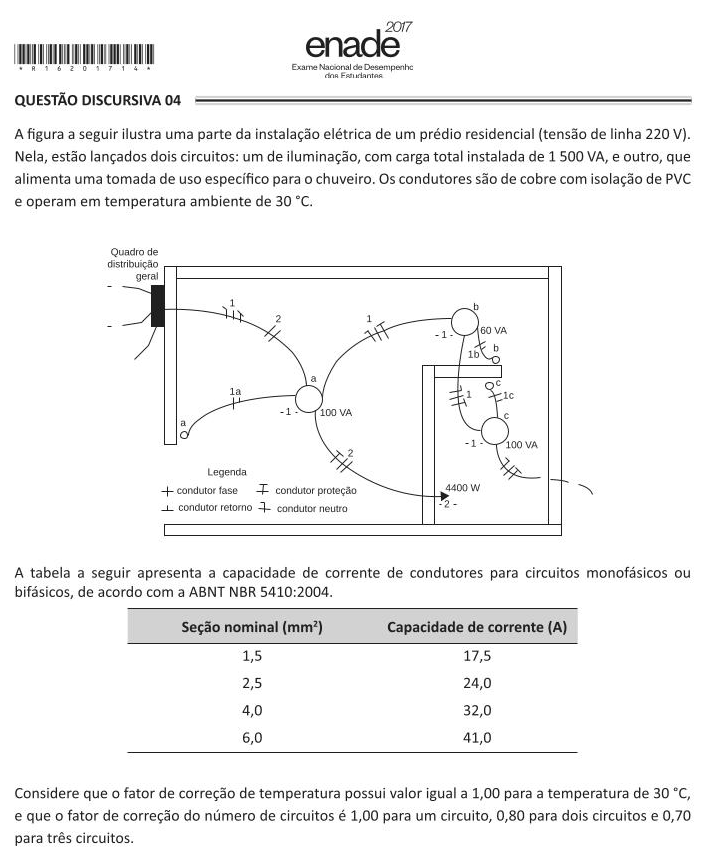 enade 2017
Exame Nacional de Desempenho
dos Estudantes
* R 1 6 2 0 1 7 1 4 *
QUESTÃO DISCURSIVA 04
A figura a seguir ilustra uma parte da instalação elétrica de um prédio residencial (tensão de linha 220 V).
Nela, estão lançados dois circuitos: um de iluminação, com carga total instalada de 1 500 VA, e outro, que
alimenta uma tomada de uso específico para o chuveiro. Os condutores são de cobre com isolação de PVC
e operam em temperatura ambiente de 30 °C.
Quadro de
distribuição
geral
1
2
1
b
- 1 -
60 VA
1b
b
c
1
1c
c
- 1 -
100 VA
a
1a
a
- 1 -
100 VA
2
4400 W
- 2 -
Legenda
condutor fase
condutor proteção
condutor retorno
condutor neutro
A tabela a seguir apresenta a capacidade de corrente de condutores para circuitos monofásicos ou
bifásicos, de acordo com a ABNT NBR 5410:2004.
Seção nominal (mm²) Capacidade de corrente (A)
1,5 17,5
2,5 24,0
4,0 32,0
6,0 41,0
Considere que o fator de correção de temperatura possui valor igual a 1,00 para a temperatura de 30 °C,
e que o fator de correção do número de circuitos é 1,00 para um circuito, 0,80 para dois circuitos e 0,70
para três circuitos.